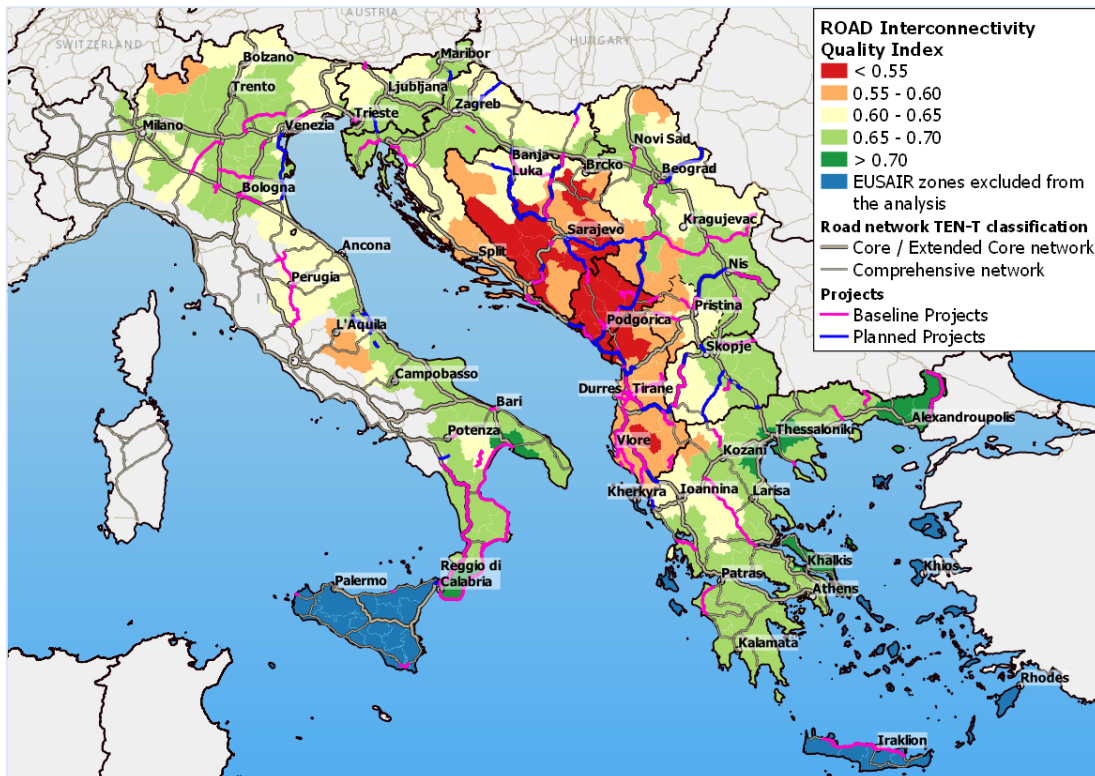 AUSTRIA
SWITZERLAND
HUNGARY
Maribor
Bolzano
Trento
Ljubljana
Zagreb
Milano
Venezia
Trieste
Novi Sad
Banja
Luka
Brcko
Beograd
Bologna
Kragujevac
Sarajevo
Ancona
Split
Nis
Perugia
Pristina
L'Aquila
Podgorica
Skopje
Campobasso
Durres
Tirane
Bari
Alexandroupolis
Potenza
Vlore
Thessaloniki
Kozani
Kherkyra
Ioannina
Larisa
Reggio di
Calabria
Palermo
Khalkis
Khios
Patras
Athens
Kalamata
Rhodes
Iraklion
ROAD Interconnectivity
Quality Index
< 0.55
0.55 - 0.60
0.60 - 0.65
0.65 - 0.70
> 0.70
EUSAIR zones excluded from
the analysis
Road network TEN-T classification
Core / Extended Core network
Comprehensive network
Projects
Baseline Projects
Planned Projects